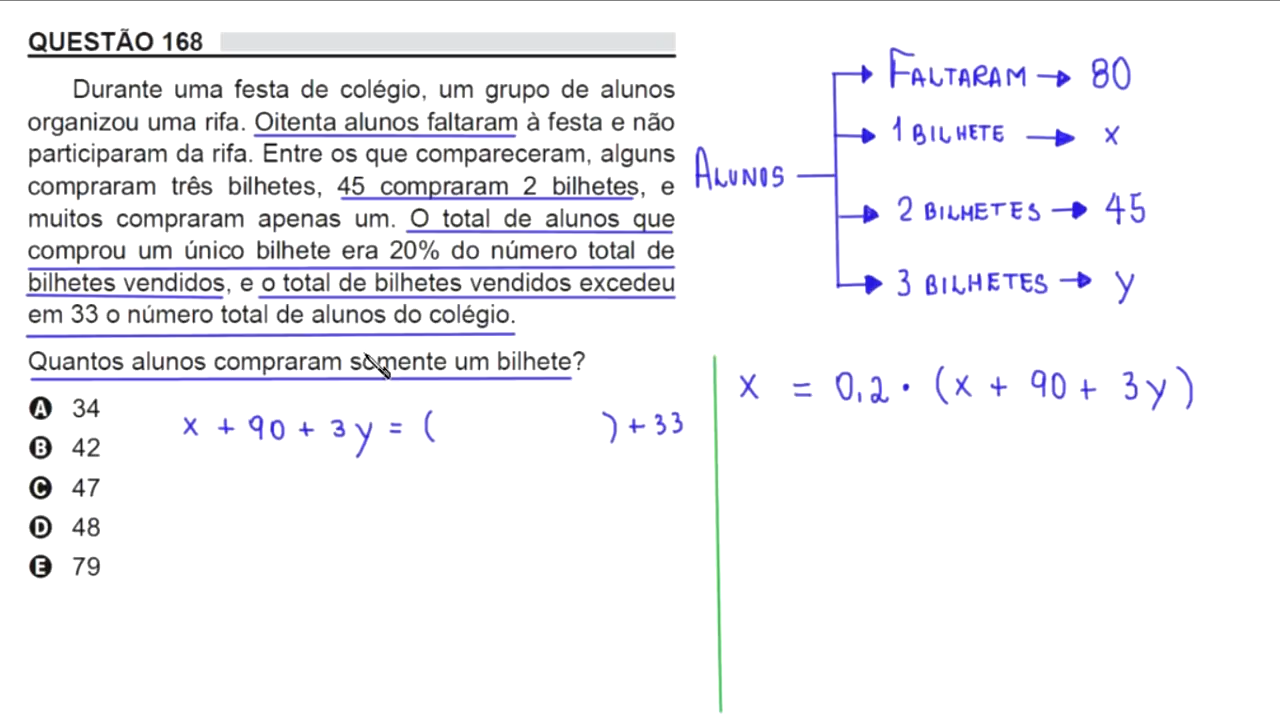 QUESTÃO 168
Durante uma festa de colégio, um grupo de alunos
organizou uma rifa. Oitenta alunos faltaram à festa e não
participaram da rifa. Entre os que compareceram, alguns
compraram três bilhetes, 45 compraram 2 bilhetes, e
muitos compraram apenas um. O total de alunos que
comprou um único bilhete era 20% do número total de
bilhetes vendidos, e o total de bilhetes vendidos excedeu
em 33 o número total de alunos do colégio.
Quantos alunos compraram somente um bilhete?
A 34
B 42
C 47
D 48
E 79
x + 90 + 3y = ( ) + 33
ALUNOS
FALTARAM → 80
1 BILHETE → x
2 BILHETES → 45
3 BILHETES → y
x = 0,2 • (x + 90 + 3y)